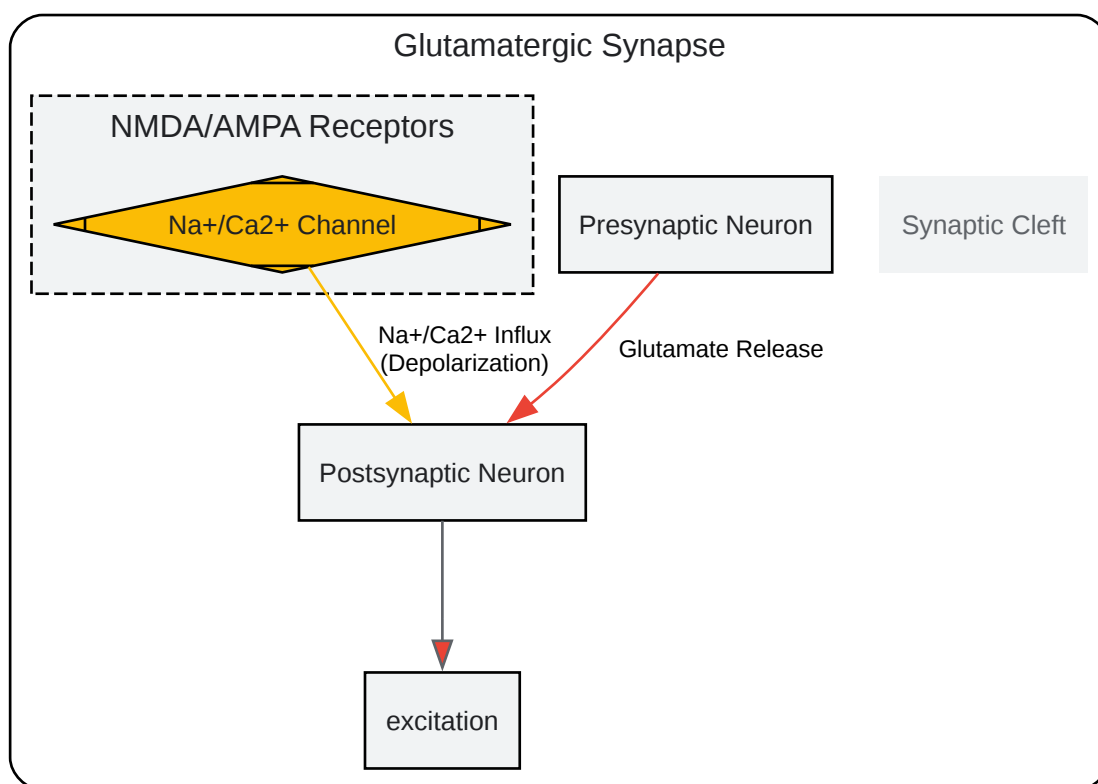 Glutamatergic Synapse
NMDA/AMPA Receptors
Na+/Ca2+ Channel
Presynaptic Neuron
Synaptic Cleft
Na+/Ca2+ Influx
(Depolarization)
Glutamate Release
Postsynaptic Neuron
excitation